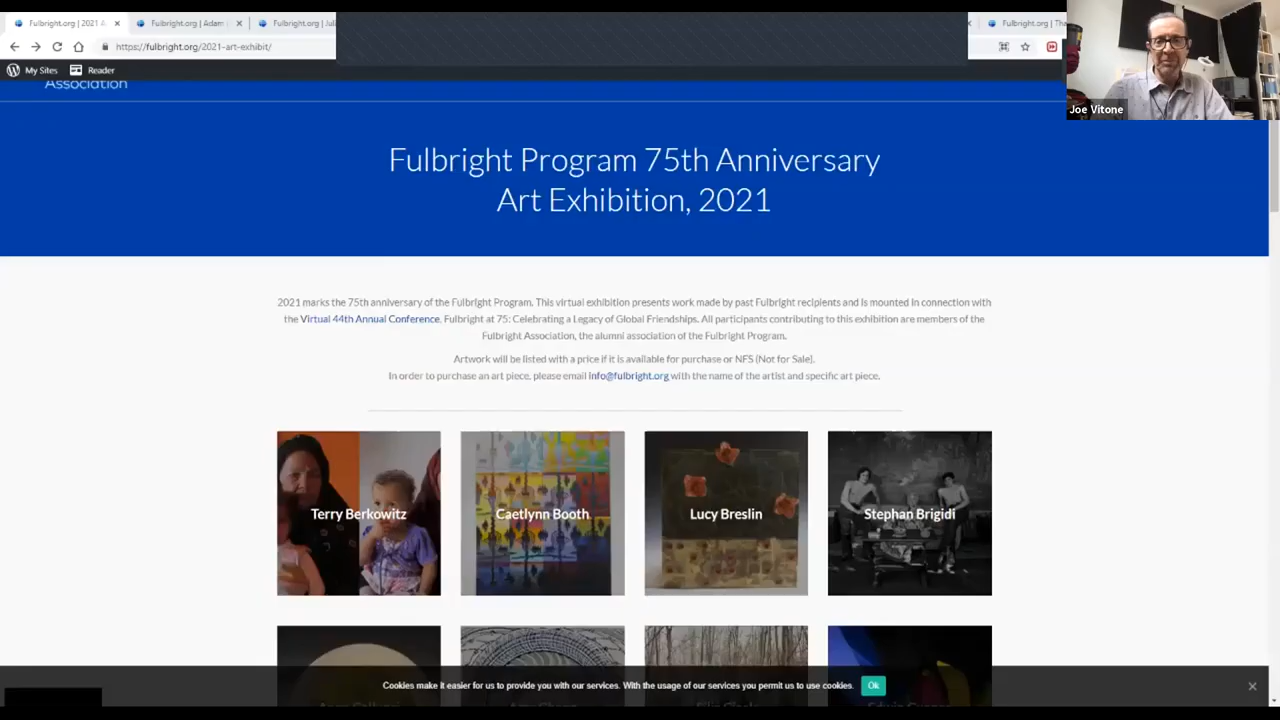 Fulbright.org | 2021 A
Fulbright.org | Adam
Fulbright.org | Juli
Fulbright.org | Tha
https://fulbright.org/2021-art-exhibit/
My Sites
Reader
Association
Joe Vitone
Fulbright Program 75th Anniversary
Art Exhibition, 2021
2021 marks the 75th anniversary of the Fulbright Program. This virtual exhibition presents work made by past Fulbright recipients and is mounted in connection with
the Virtual 44th Annual Conference, Fulbright at 75: Celebrating a Legacy of Global Friendships. All participants contributing to this exhibition are members of the
Fulbright Association, the alumni association of the Fulbright Program.
Artwork will be listed with a price if it is available for purchase or NFS (Not for Sale).
In order to purchase an art piece, please email info@fulbright.org with the name of the artist and specific art piece.
Terry Berkowitz
Caetlynn Booth
Lucy Breslin
Stephan Brigidi
Cookies make it easier for us to provide you with our services. With the usage of our services you permit us to use cookies.
Ok